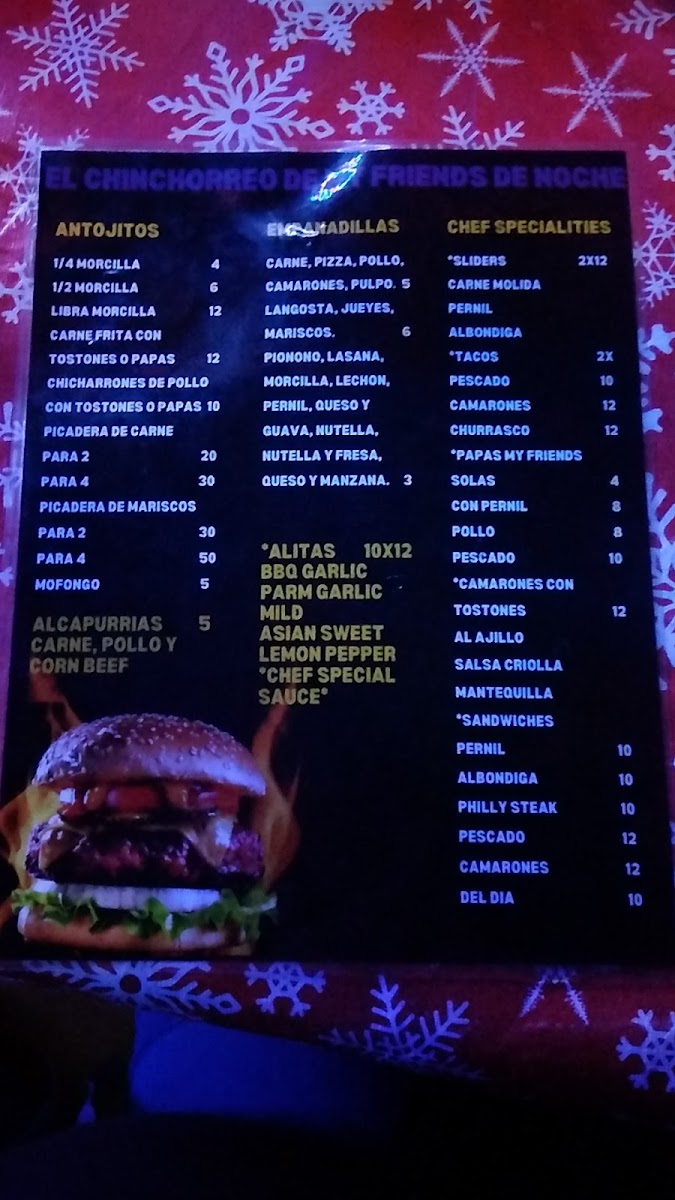 EL CHINCHORREO DE MY FRIENDS DE NOCHE
ANTOJITOS
1/4 MORCILLA 4
1/2 MORCILLA 6
LIBRA MORCILLA 12
CARNE FRITA CON
TOSTONES O PAPAS 12
CHICHARRONES DE POLLO
CON TOSTONES O PAPAS 10
PICADERA DE CARNE
PARA 2 20
PARA 4 30
PICADERA DE MARISCOS
PARA 2 30
PARA 4 50
MOFONGO 5
ALCAPURRIAS 5
CARNE, POLLO Y
CORN BEEF
EMPANADILLAS
CARNE, PIZZA, POLLO,
CAMARONES, PULPO. 5
LANGOSTA, JUEYES,
MARISCOS. 6
PIONONO, LASANA,
MORCILLA, LECHON,
PERNIL, QUESO Y
GUAVA, NUTELLA,
NUTELLA Y FRESA,
QUESO Y MANZANA. 3
*ALITAS 10X12
BBQ GARLIC
PARM GARLIC
MILD
ASIAN SWEET
LEMON PEPPER
*CHEF SPECIAL
SAUCE*
CHEF SPECIALITIES
*SLIDERS 2X12
CARNE MOLIDA
PERNIL
ALBONDIGA
*TACOS 2X
PESCADO 10
CAMARONES 12
CHURRASCO 12
*PAPAS MY FRIENDS
SOLAS 4
CON PERNIL 8
POLLO 8
PESCADO 10
*CAMARONES CON
TOSTONES 12
AL AJILLO
SALSA CRIOLLA
MANTEQUILLA
*SANDWICHES
PERNIL 10
ALBONDIGA 10
PHILLY STEAK 10
PESCADO 12
CAMARONES 12
DEL DIA 10